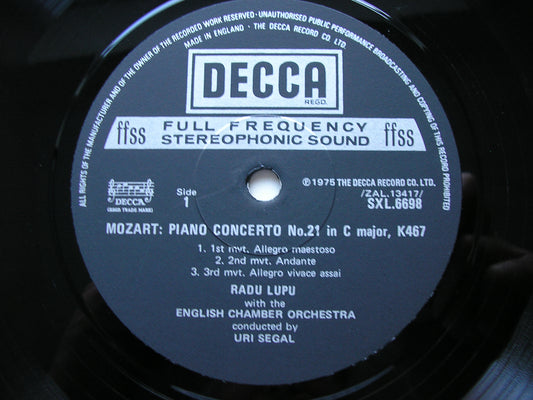 ALL RIGHTS OF THE MANUFACTURER AND OF THE OWNER OF THE RECORDED WORK RESERVED · UNAUTHORISED PUBLIC PERFORMANCE BROADCASTING AND COPYING OF THIS RECORD PROHIBITED
MADE IN ENGLAND · THE DECCA RECORD CO. LTD.
DECCA
REGD.
ffss FULL FREQUENCY ffss
STEREOPHONIC SOUND
DECCA
Side
1
℗ 1975 THE DECCA RECORD CO. LTD.
/ZAL.13417/
SXL.6698
MOZART: PIANO CONCERTO No.21 in C major, K467
1. 1st mvt. Allegro maestoso
2. 2nd mvt. Andante
3. 3rd mvt. Allegro vivace assai
RADU LUPU
with the
ENGLISH CHAMBER ORCHESTRA
conducted by
URI SEGAL